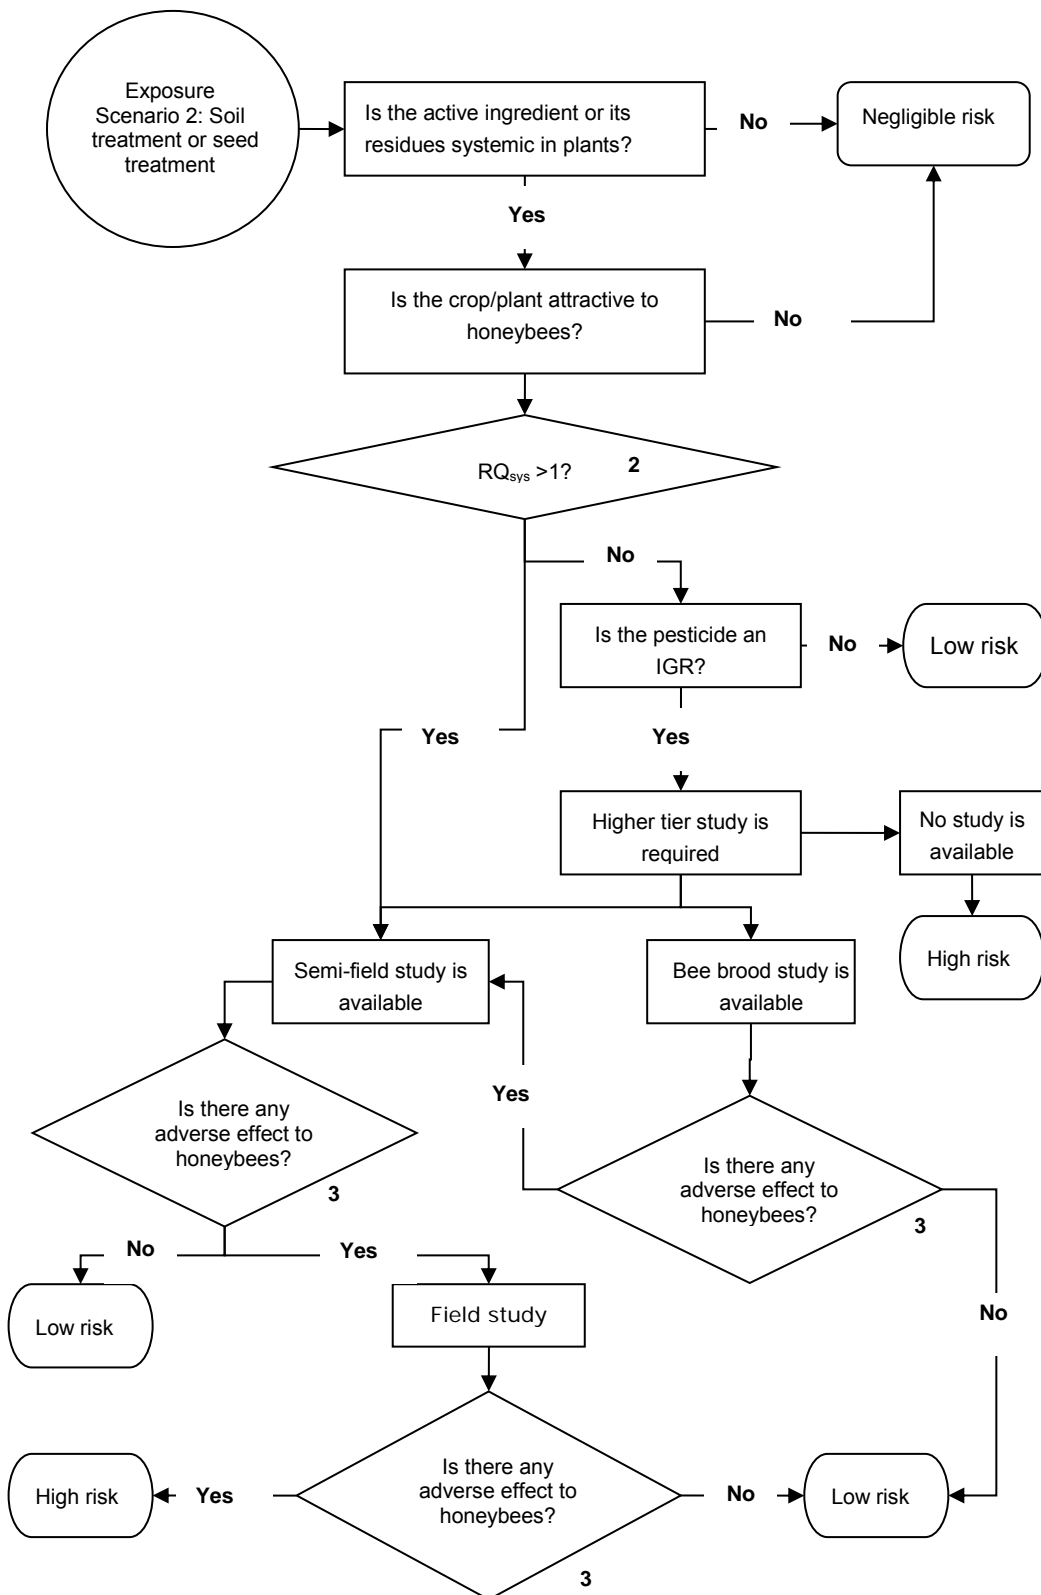 Exposure
Scenario 2: Soil
treatment or seed
treatment
Is the active ingredient or its
residues systemic in plants?
No
Negligible risk
Yes
Is the crop/plant attractive to
honeybees?
No
RQsys >1?
2
No
Is the pesticide an
IGR?
No
Low risk
Yes
Yes
Higher tier study is
required
No study is
available
High risk
Semi-field study is
available
Bee brood study is
available
Yes
Is there any
adverse effect to
honeybees?
3
Is there any
adverse effect to
honeybees?
3
No
Yes
Low risk
Field study
No
Is there any
adverse effect to
honeybees?
3
Yes
High risk
No
Low risk